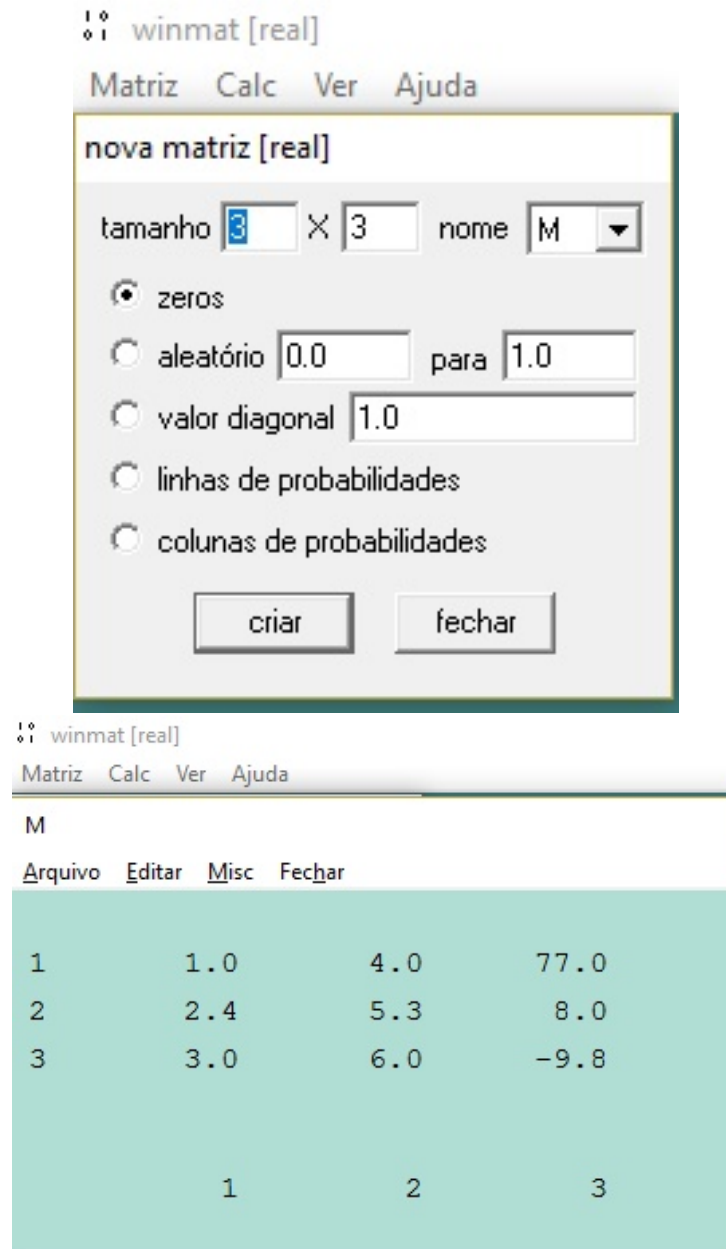 winmat [real]
Matriz Calc Ver Ajuda
nova matriz [real]
tamanho 3 X 3 nome M
zeros
aleatório 0.0 para 1.0
valor diagonal 1.0
linhas de probabilidades
colunas de probabilidades
criar fechar
winmat [real]
Matriz Calc Ver Ajuda
M
Arquivo Editar Misc Fechar
1 1.0 4.0 77.0
2 2.4 5.3 8.0
3 3.0 6.0 -9.8
1 2 3